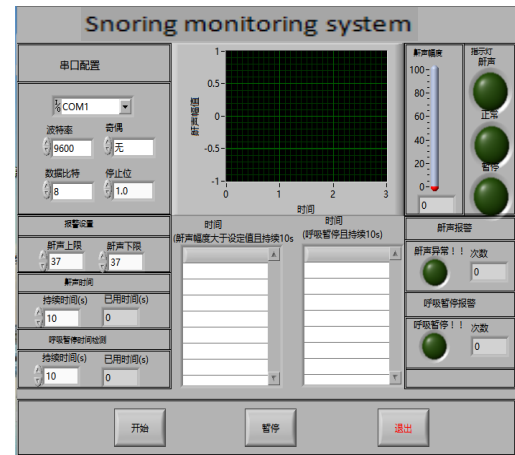 Snoring monitoring system
串口配置
COM1
波特率
奇偶
9600
无
数据比特
停止位
8
1.0
报警设置
鼾声上限
鼾声下限
37
37
鼾声时间
持续时间(s)
已用时间(s)
10
0
呼吸暂停时间检测
持续时间(s)
已用时间(s)
10
0
鼾声幅值
1
0.5
0
-0.5
-1
0
1
2
3
时间
时间
(鼾声幅度大于设定值且持续10s
时间
(呼吸暂停且持续10s)
鼾声幅度
100
80
60
40
20
0
0
指示灯
鼾声
正常
暂停
鼾声报警
鼾声异常！！
次数
0
呼吸暂停报警
呼吸暂停！！
次数
0
开始
暂停
退出